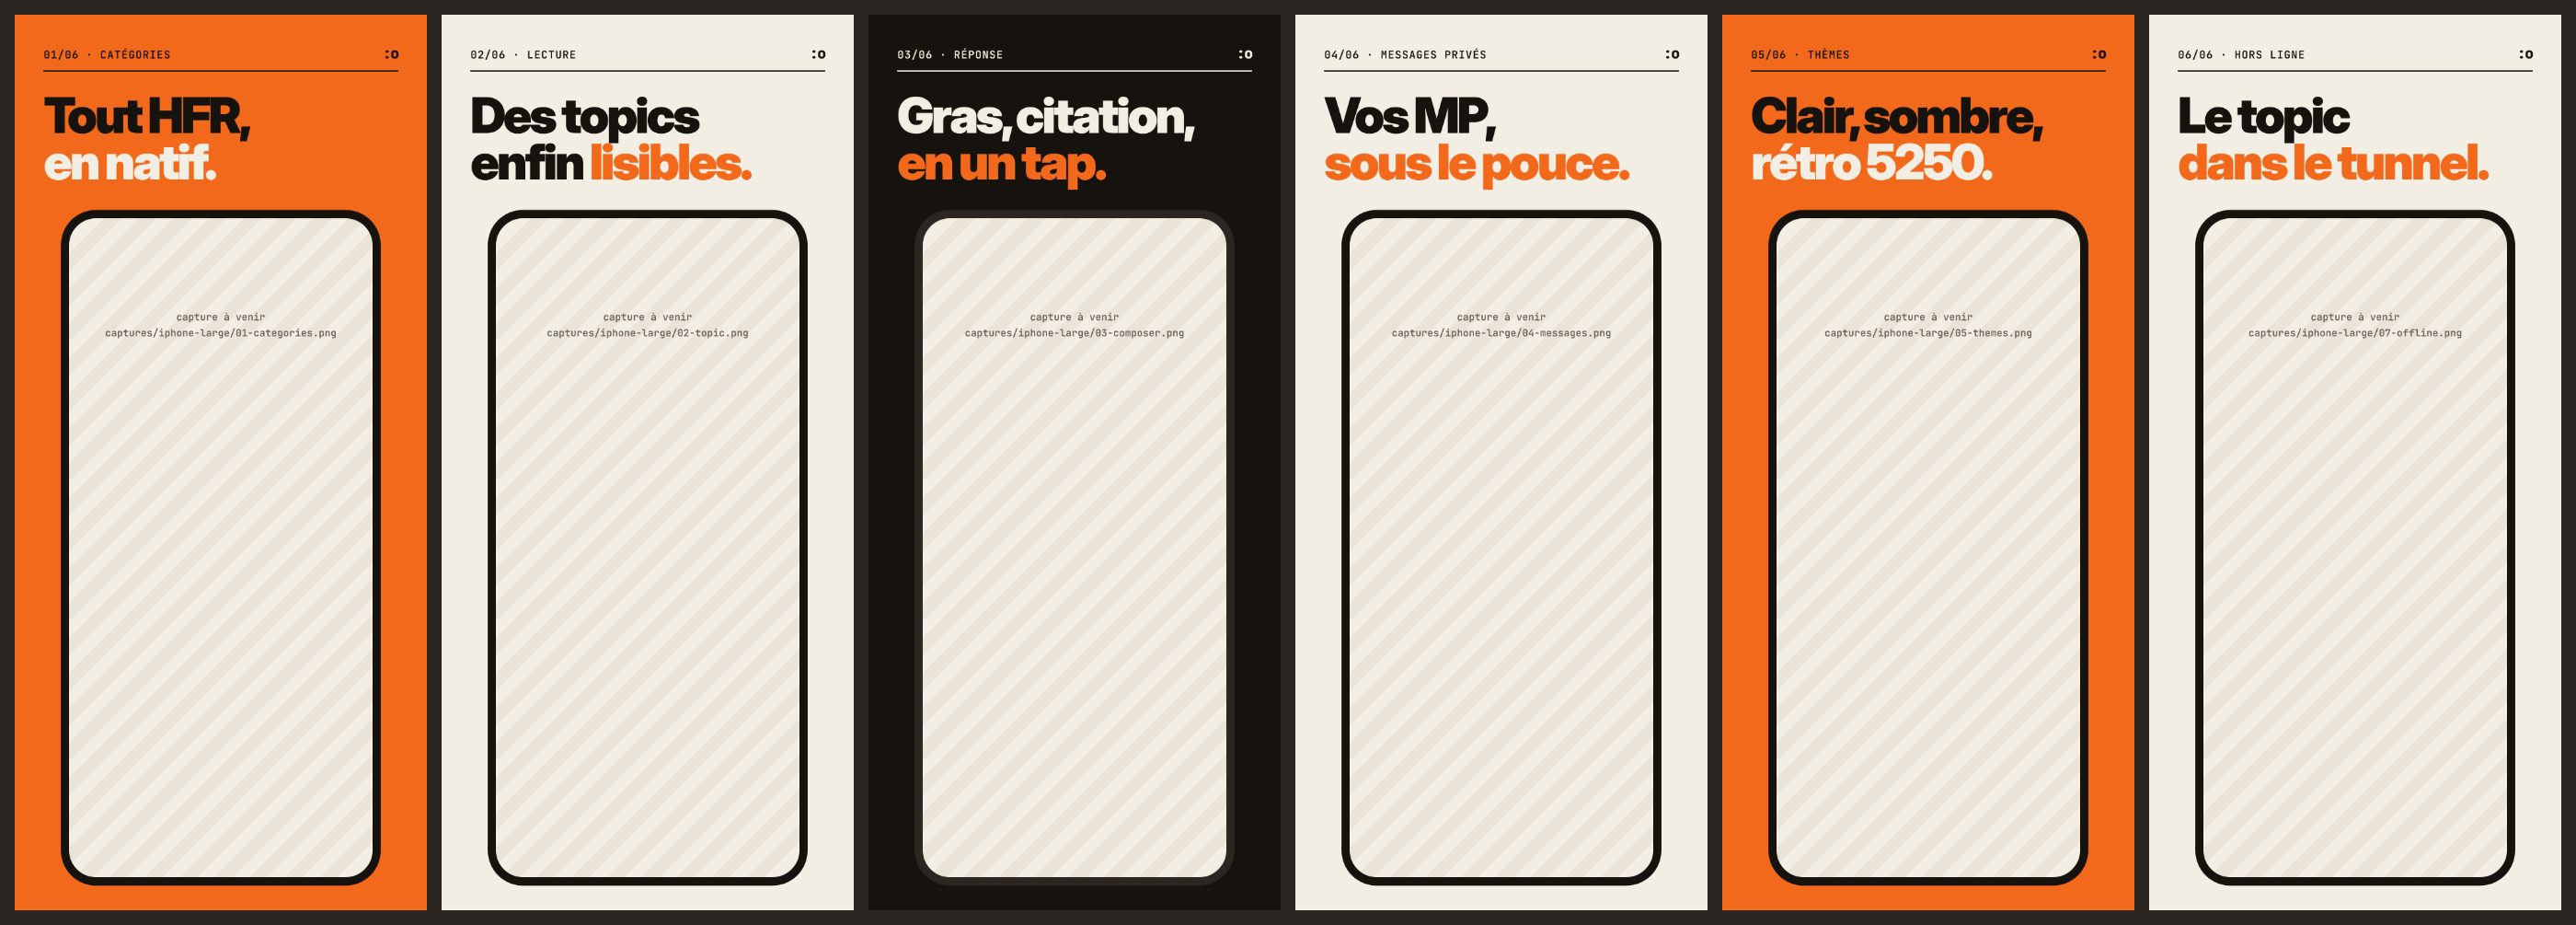 01/06 · CATÉGORIES :o
Tout HFR,
en natif.
capture à venir
captures/iphone-large/01-categories.png
02/06 · LECTURE :o
Des topics
enfin lisibles.
capture à venir
captures/iphone-large/02-topic.png
03/06 · RÉPONSE :o
Gras, citation,
en un tap.
capture à venir
captures/iphone-large/03-composer.png
04/06 · MESSAGES PRIVÉS :o
Vos MP,
sous le pouce.
capture à venir
captures/iphone-large/04-messages.png
05/06 · THÈMES :o
Clair, sombre,
rétro 5250.
capture à venir
captures/iphone-large/05-themes.png
06/06 · HORS LIGNE :o
Le topic
dans le tunnel.
capture à venir
captures/iphone-large/07-offline.png